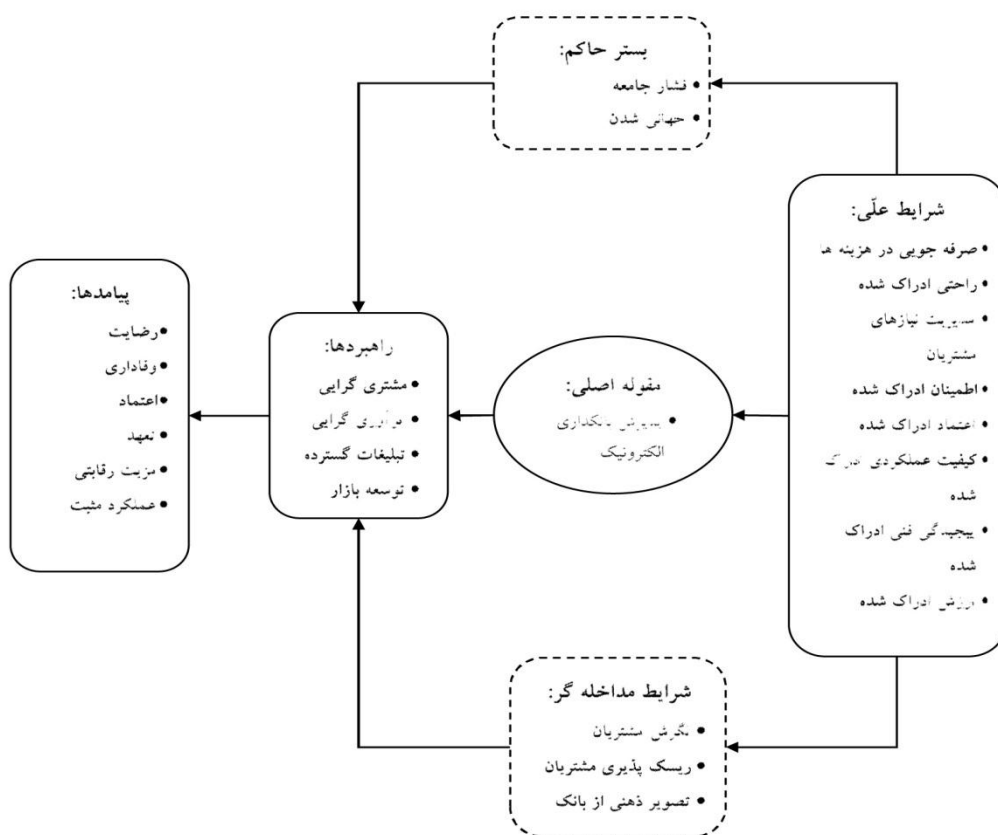 بستر حاکم:
• فشار جامعه
• جهانی شدن
شرایط علّی:
• صرفه جویی در هزینه ها
• راحتی ادراک شده
• مدیریت نیازهای
مشتریان
• اطمینان ادراک شده
• اعتماد ادراک شده
• کیفیت عملکردی ادراک
شده
• پیچیدگی فنی ادراک
شده
• ارزش ادراک شده
مقوله اصلی:
• پذیرش بانکداری
الکترونیک
راهبردها:
• مشتری گرایی
• نوآوری گرایی
• تبلیغات گسترده
• توسعه بازار
پیامدها:
• رضایت
• وفاداری
• اعتماد
• تعهد
• مزیت رقابتی
• عملکرد مثبت
شرایط مداخله گر:
• نگرش مشتریان
• ریسک پذیری مشتریان
• تصویر ذهنی از بانک